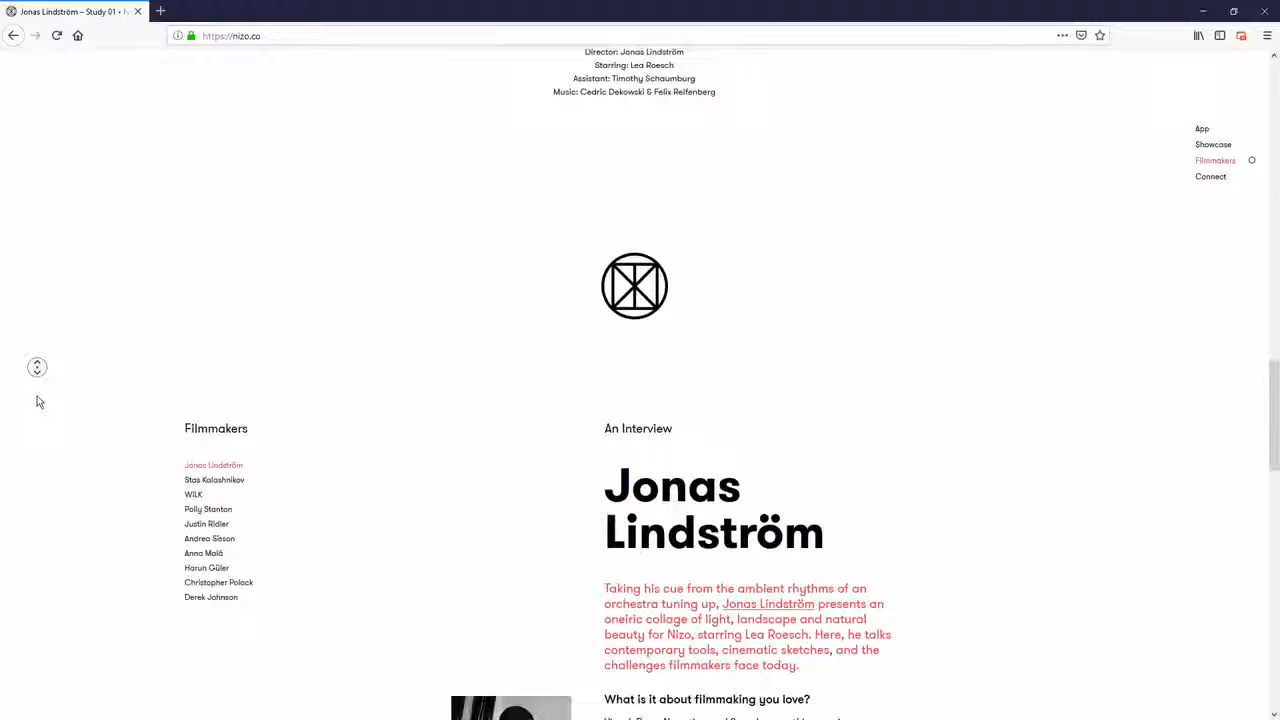 Jonas Lindström – Study 01 •
https://nizo.co
Director: Jonas Lindström
Starring: Lea Roesch
Assistant: Timothy Schaumburg
Music: Cedric Dekowski & Felix Reifenberg
App
Showcase
Filmmakers
Connect
Filmmakers
Jonas Lindström
Stas Kalashnikov
WILK
Polly Stanton
Justin Ridler
Andrea Sisson
Anna Malá
Harun Güler
Christopher Polack
Derek Johnson
An Interview
Jonas
Lindström
Taking his cue from the ambient rhythms of an
orchestra tuning up, Jonas Lindström presents an
oneiric collage of light, landscape and natural
beauty for Nizo, starring Lea Roesch. Here, he talks
contemporary tools, cinematic sketches, and the
challenges filmmakers face today.
What is it about filmmaking you love?